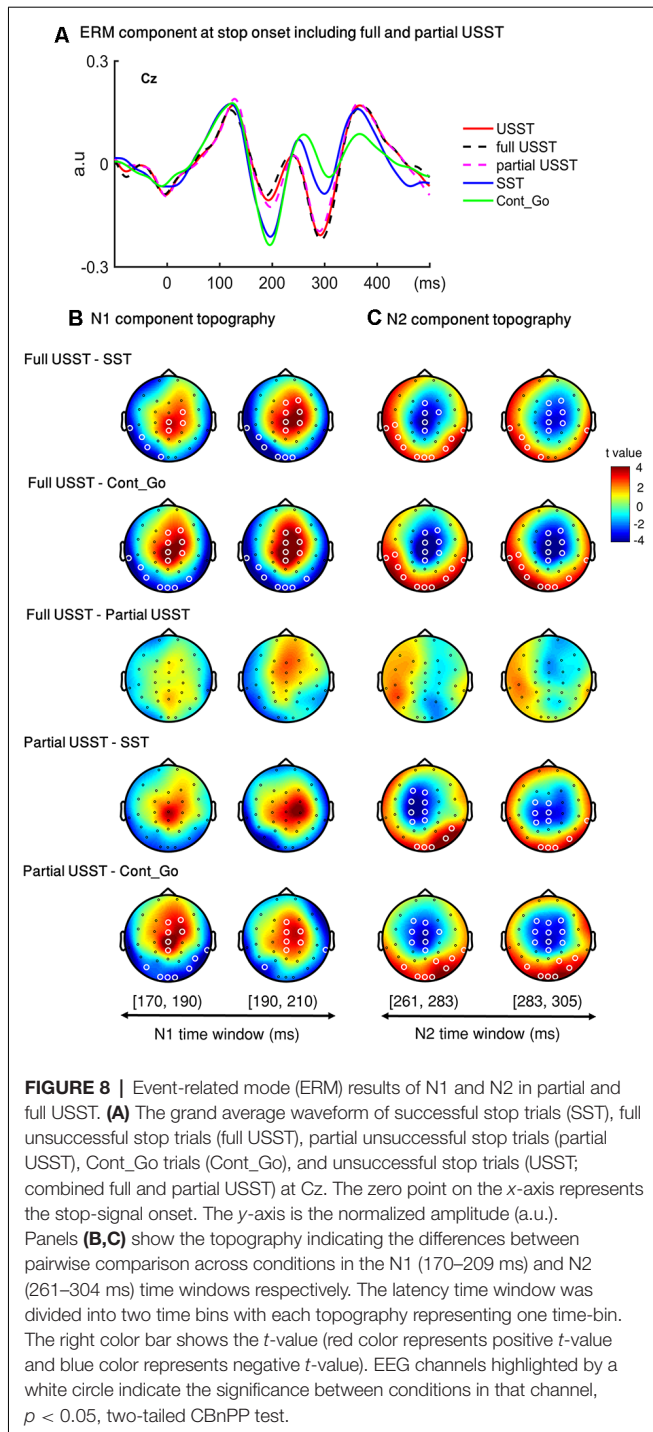 A ERM component at stop onset including full and partial USST
0.3
Cz
a.u
0
-0.3
0 100 200 300 400 (ms)
USST
full USST
partial USST
SST
Cont_Go
B N1 component topography
C N2 component topography
Full USST - SST
t value
4
2
0
-2
-4
Full USST - Cont_Go
Full USST - Partial USST
Partial USST - SST
Partial USST - Cont_Go
[170, 190) [190, 210) [261, 283) [283, 305)
N1 time window (ms) N2 time window (ms)
FIGURE 8 | Event-related mode (ERM) results of N1 and N2 in partial and
full USST. (A) The grand average waveform of successful stop trials (SST), full
unsuccessful stop trials (full USST), partial unsuccessful stop trials (partial
USST), Cont_Go trials (Cont_Go), and unsuccessful stop trials (USST;
combined full and partial USST) at Cz. The zero point on the x-axis represents
the stop-signal onset. The y-axis is the normalized amplitude (a.u.).
Panels (B,C) show the topography indicating the differences between
pairwise comparison across conditions in the N1 (170–209 ms) and N2
(261–304 ms) time windows respectively. The latency time window was
divided into two time bins with each topography representing one time-bin.
The right color bar shows the t-value (red color represents positive t-value
and blue color represents negative t-value). EEG channels highlighted by a
white circle indicate the significance between conditions in that channel,
p < 0.05, two-tailed CBnPP test.